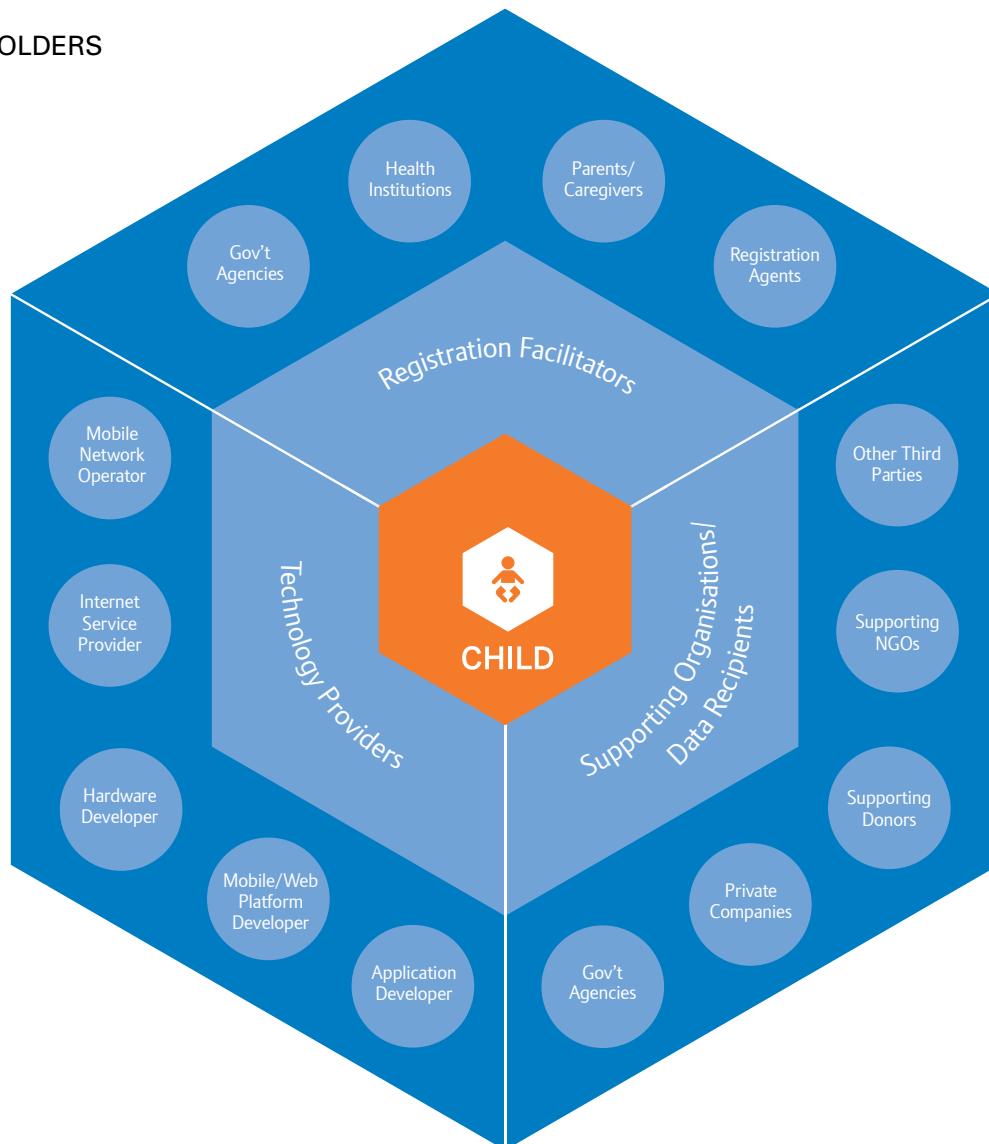 OLDERS
Health
Institutions
Parents/
Caregivers
Gov’t
Agencies
Registration
Agents
Registration Facilitators
Mobile
Network
Operator
Other Third
Parties
Internet
Service
Provider
Technology Providers
CHILD
Supporting Organisations/
Data Recipients
Supporting
NGOs
Hardware
Developer
Supporting
Donors
Mobile/Web
Platform
Developer
Private
Companies
Application
Developer
Gov’t
Agencies